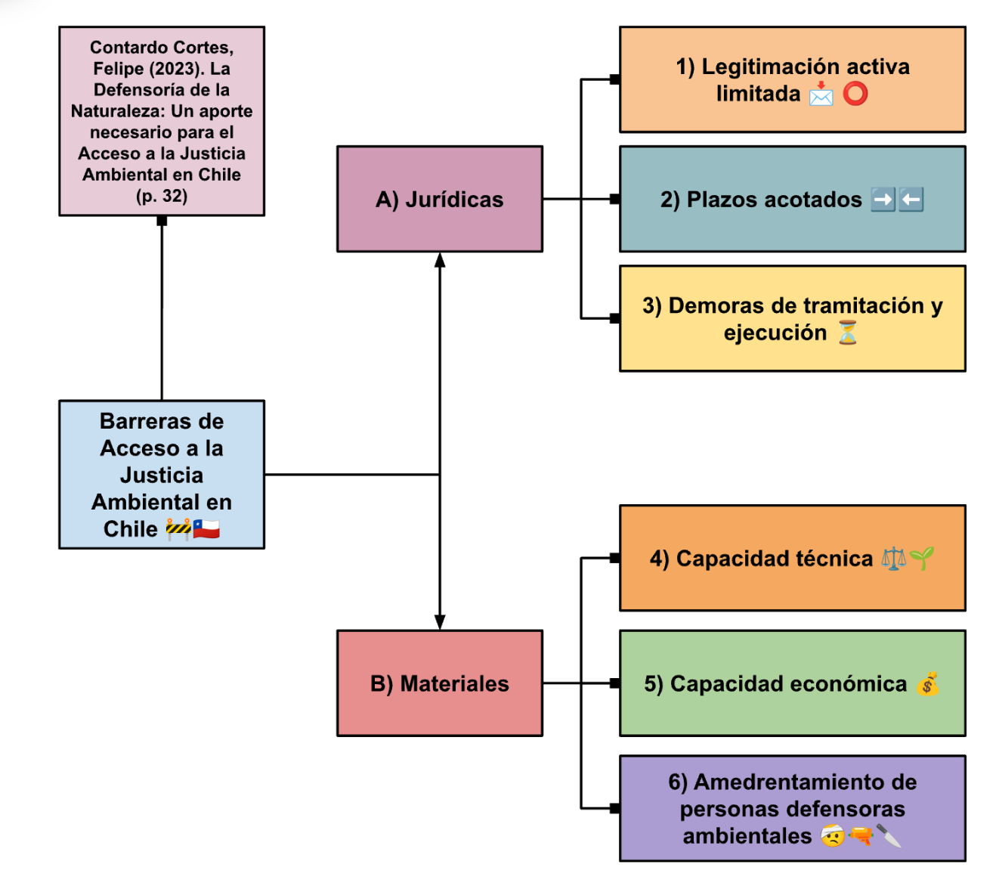 Contardo Cortes,
Felipe (2023). La
Defensoría de la
Naturaleza: Un aporte
necesario para el
Acceso a la Justicia
Ambiental en Chile
(p. 32)
Barreras de
Acceso a la
Justicia
Ambiental en
Chile 🚧🇨🇱
A) Jurídicas
1) Legitimación activa
limitada 📩 ⭕
2) Plazos acotados ➡️⬅️
3) Demoras de tramitación y
ejecución ⏳
B) Materiales
4) Capacidad técnica ⚖️🌱
5) Capacidad económica 💰
6) Amedrentamiento de
personas defensoras
ambientales 🤕🔫🔪